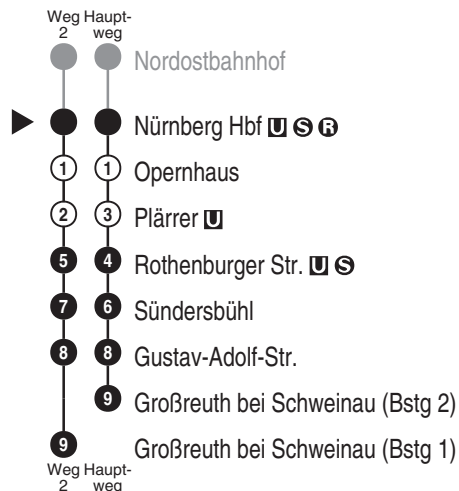 Weg Haupt-
2 weg
Nordostbahnhof
Nürnberg Hbf U S R
1 1 Opernhaus
2 3 Plärrer U
5 4 Rothenburger Str. U S
7 6 Sündersbühl
8 8 Gustav-Adolf-Str.
9 Großreuth bei Schweinau (Bstg 2)
9 Großreuth bei Schweinau (Bstg 1)
Weg Haupt-
2 weg